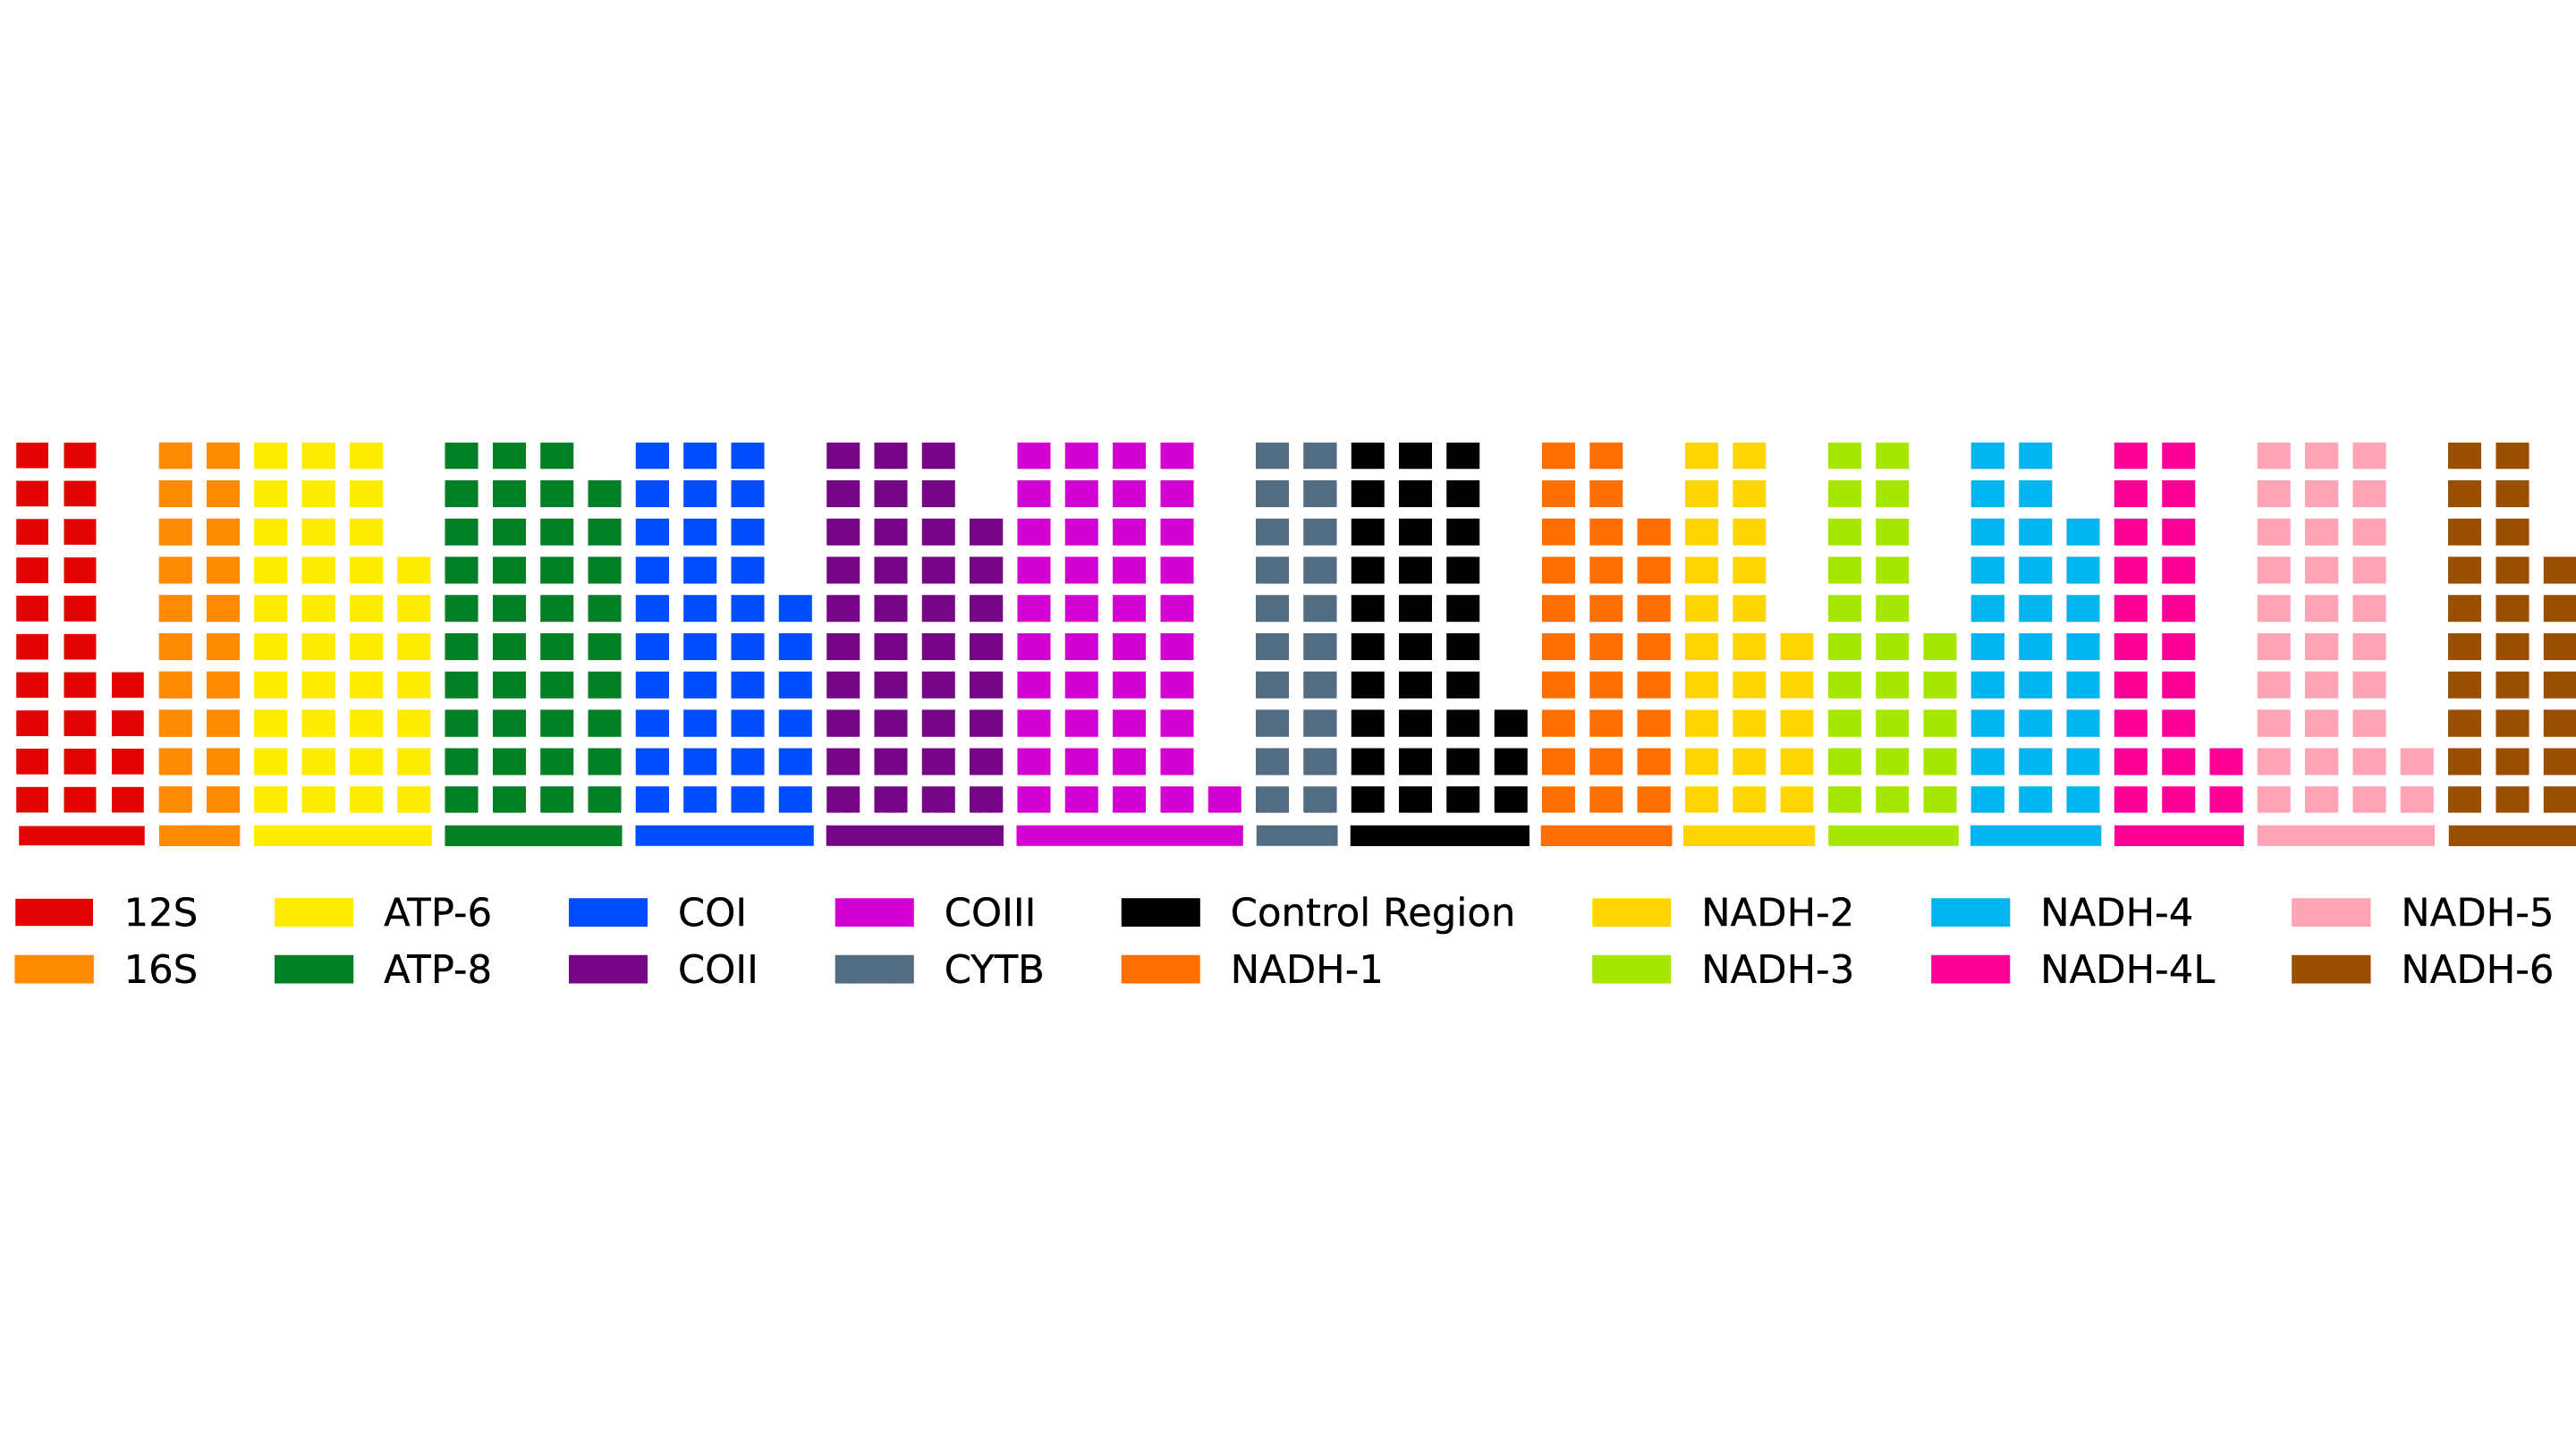 12S ATP-6 COI COIII Control Region NADH-2 NADH-4 NADH-5
16S ATP-8 COII CYTB NADH-1 NADH-3 NADH-4L NADH-6